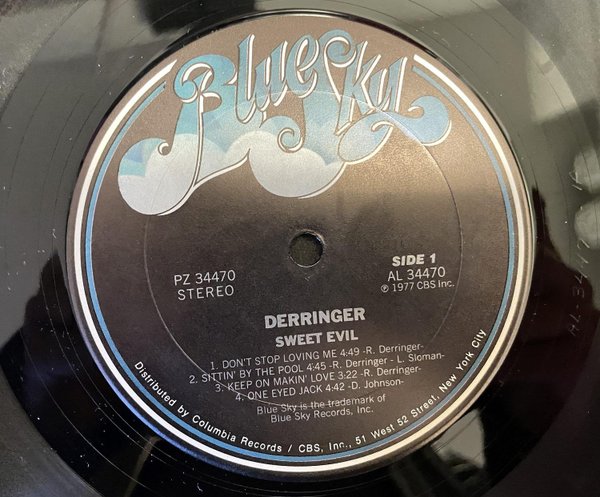 Blue Sky
PZ 34470
STEREO
SIDE 1
AL 34470
℗ 1977 CBS Inc.
DERRINGER
SWEET EVIL
1. DON'T STOP LOVING ME 4:49 -R. Derringer-
2. SITTIN' BY THE POOL 4:45 -R. Derringer - L. Sloman-
3. KEEP ON MAKIN' LOVE 3:22 -R. Derringer-
4. ONE EYED JACK 4:42 -D. Johnson-
Blue Sky is the trademark of
Blue Sky Records, Inc.
Distributed by Columbia Records / CBS, Inc., 51 West 52 Street, New York City